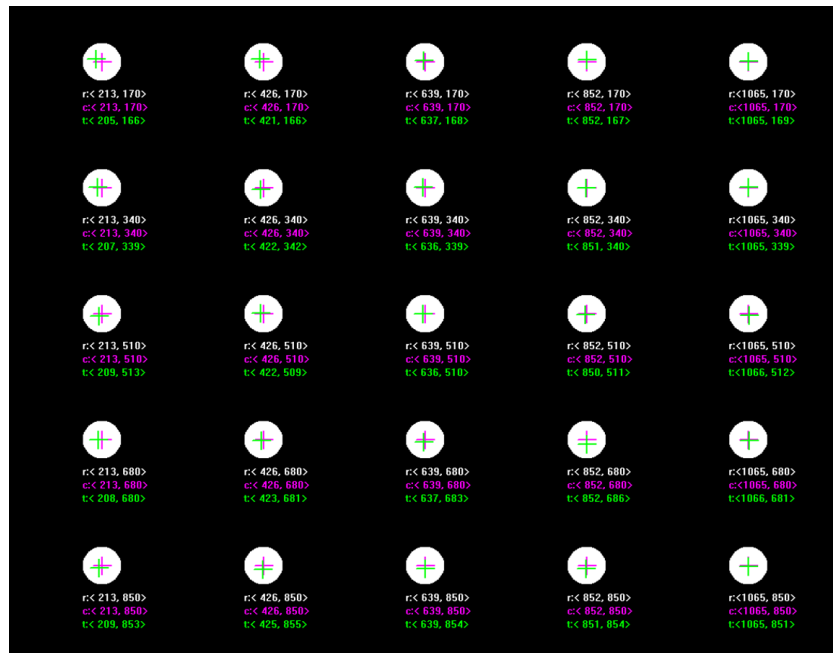 r:< 213, 170> r:< 426, 170> r:< 639, 170> r:< 852, 170> r:<1065, 170>
c:< 213, 170> c:< 426, 170> c:< 639, 170> c:< 852, 170> c:<1065, 170>
t:< 205, 166> t:< 421, 166> t:< 637, 168> t:< 852, 167> t:<1065, 169>
r:< 213, 340> r:< 426, 340> r:< 639, 340> r:< 852, 340> r:<1065, 340>
c:< 213, 340> c:< 426, 340> c:< 639, 340> c:< 852, 340> c:<1065, 340>
t:< 207, 339> t:< 422, 342> t:< 636, 339> t:< 851, 340> t:<1065, 339>
r:< 213, 510> r:< 426, 510> r:< 639, 510> r:< 852, 510> r:<1065, 510>
c:< 213, 510> c:< 426, 510> c:< 639, 510> c:< 852, 510> c:<1065, 510>
t:< 209, 513> t:< 422, 509> t:< 636, 510> t:< 850, 511> t:<1066, 512>
r:< 213, 680> r:< 426, 680> r:< 639, 680> r:< 852, 680> r:<1065, 680>
c:< 213, 680> c:< 426, 680> c:< 639, 680> c:< 852, 680> c:<1065, 680>
t:< 208, 680> t:< 423, 681> t:< 637, 683> t:< 852, 686> t:<1066, 681>
r:< 213, 850> r:< 426, 850> r:< 639, 850> r:< 852, 850> r:<1065, 850>
c:< 213, 850> c:< 426, 850> c:< 639, 850> c:< 852, 850> c:<1065, 850>
t:< 209, 853> t:< 425, 855> t:< 639, 854> t:< 851, 854> t:<1065, 851>